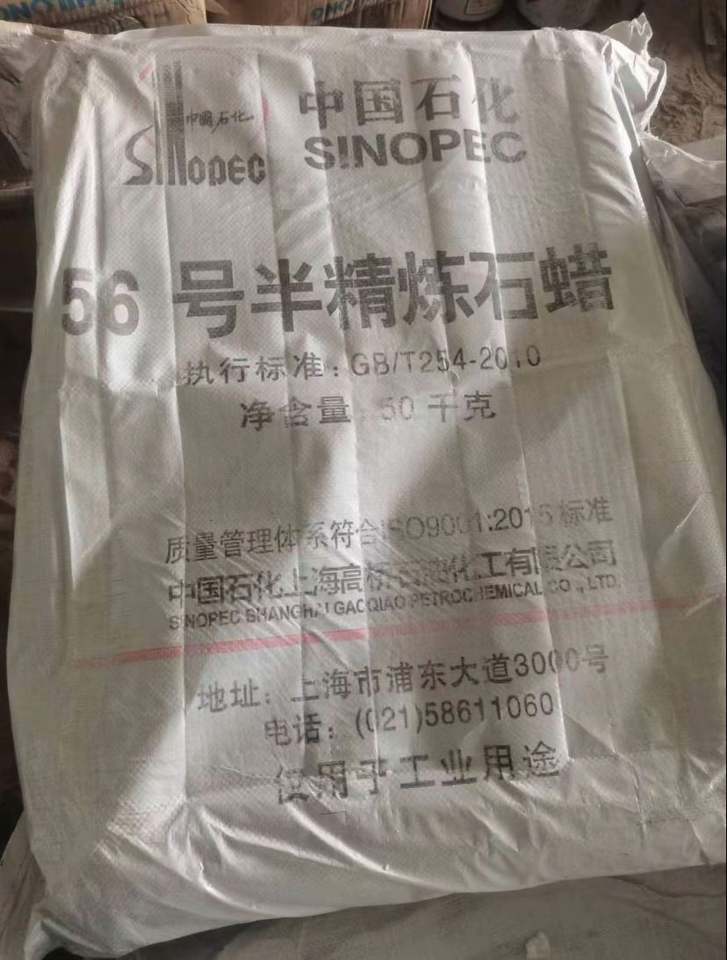 中国石化
SINOPEC
中国石化
SINOPEC
56号半精炼石蜡
执行标准：GB/T254-2010
净含量：50千克
质量管理体系符合ISO9001:2015标准
中国石化上海高桥石油化工有限公司
SINOPEC SHANGHAI GAOQIAO PETROCHEMICAL CO., LTD.
地址：上海市浦东大道3000号
电话：(021)58611060
仅用于工业用途